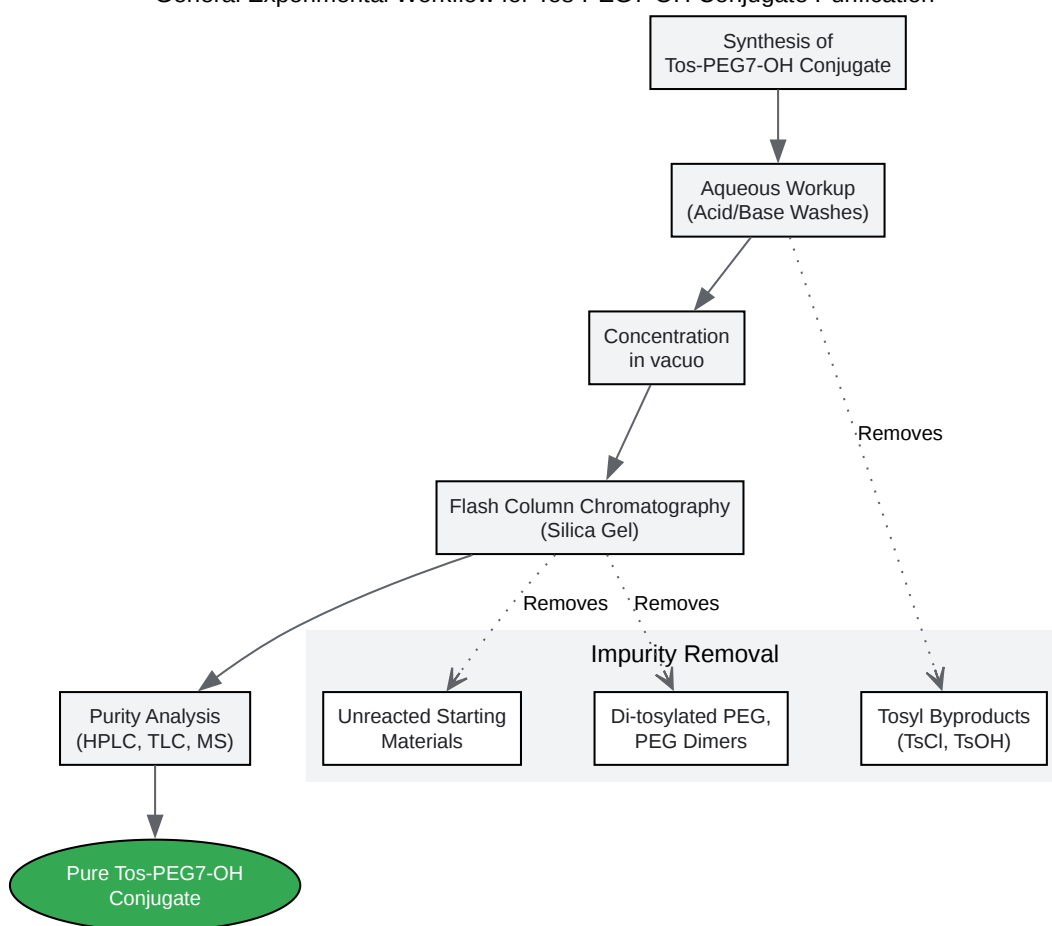 General Experimental Workflow for Tos-PEG7-OH Conjugate Purification
Synthesis of
Tos-PEG7-OH Conjugate
Aqueous Workup
(Acid/Base Washes)
Concentration
in vacuo
Removes
Flash Column Chromatography
(Silica Gel)
Removes
Removes
Impurity Removal
Purity Analysis
(HPLC, TLC, MS)
Unreacted Starting
Materials
Di-tosylated PEG,
PEG Dimers
Tosyl Byproducts
(TsCl, TsOH)
Pure Tos-PEG7-OH
Conjugate